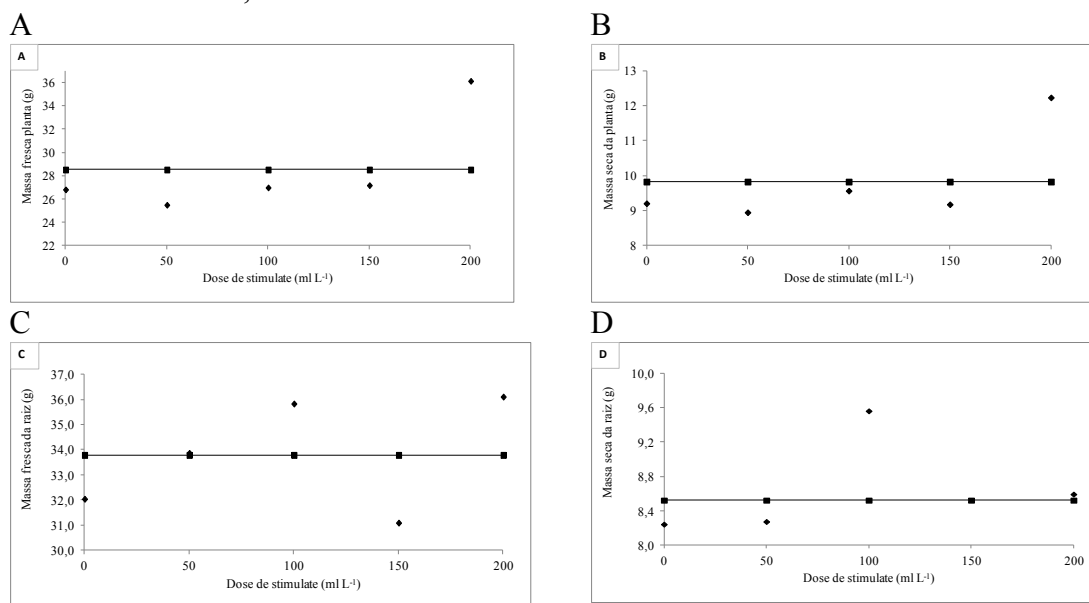 A
A
Massa fresca planta (g)
36
34
32
30
28
26
24
22
0 50 100 150 200
Dose de stimulate (ml L-1)
B
B
Massa seca da planta (g)
13
12
11
10
9
8
0 50 100 150 200
Dose de stimulate (ml L-1)
C
C
Massa fresca da raiz (g)
37,0
36,0
35,0
34,0
33,0
32,0
31,0
30,0
0 50 100 150 200
Dose de stimulate (ml L-1)
D
D
Massa seca da raiz (g)
10,0
9,6
9,2
8,8
8,4
8,0
0 50 100 150 200
Dose de stimulate (ml L-1)